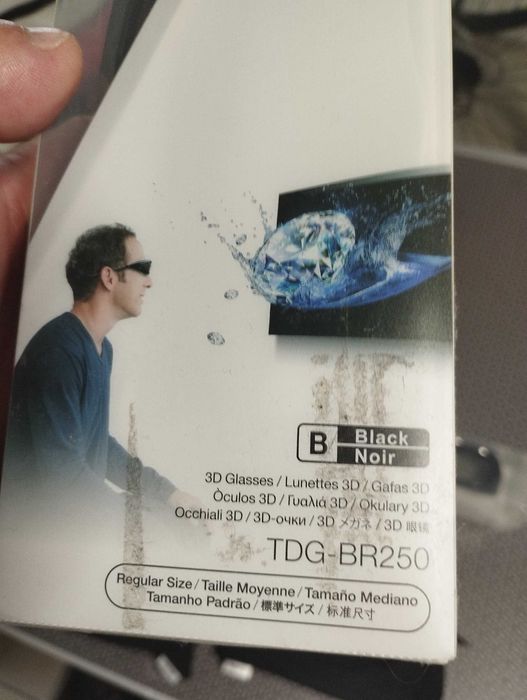 B Black
Noir
3D Glasses / Lunettes 3D / Gafas 3D
Òculos 3D / Γυαλιά 3D / Okulary 3D
Occhiali 3D / 3D-очки / 3D メガネ / 3D 眼镜
TDG-BR250
Regular Size / Taille Moyenne / Tamaño Mediano
Tamanho Padrão / 標準サイズ / 标准尺寸